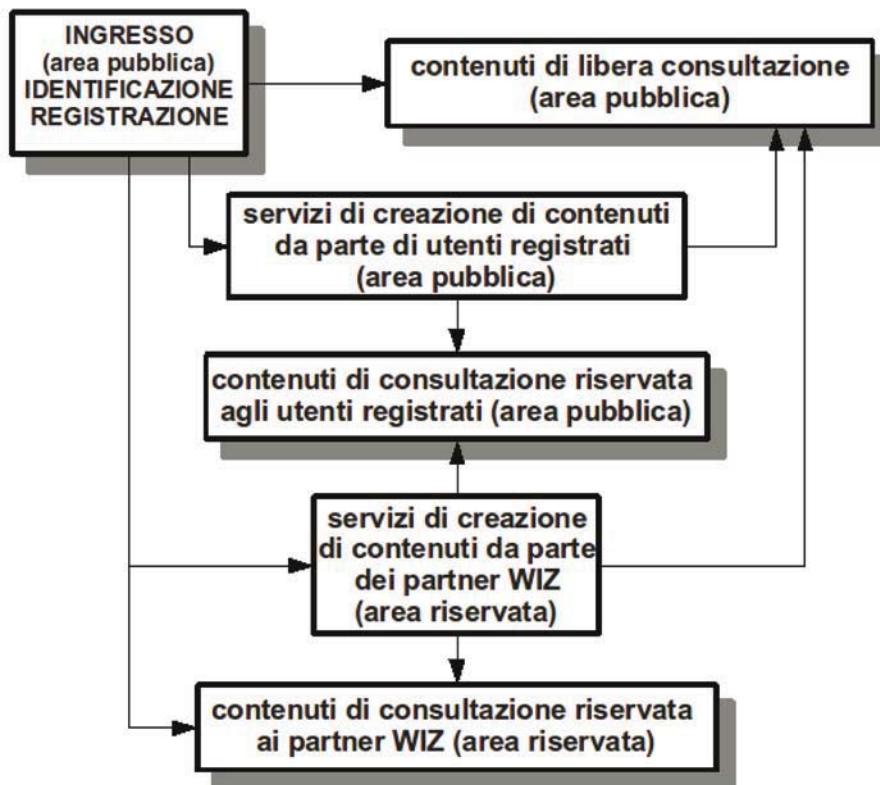 INGRESSO
(area pubblica)
IDENTIFICAZIONE
REGISTRAZIONE
contenuti di libera consultazione
(area pubblica)
servizi di creazione di contenuti
da parte di utenti registrati
(area pubblica)
contenuti di consultazione riservata
agli utenti registrati (area pubblica)
servizi di creazione
di contenuti da parte
dei partner WIZ
(area riservata)
contenuti di consultazione riservata
ai partner WIZ (area riservata)